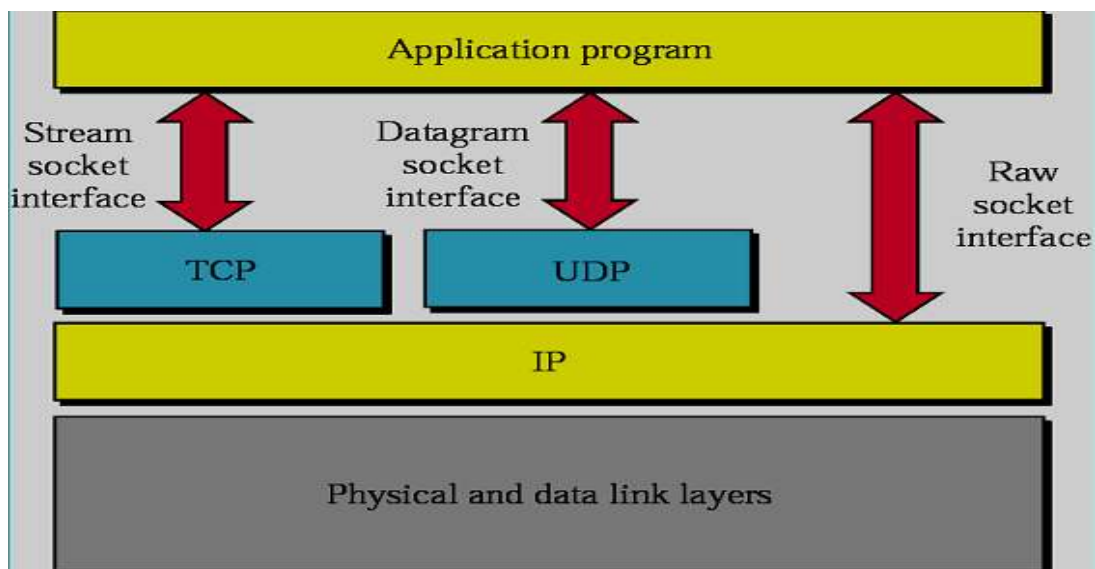 Application program
Stream
socket
interface
Datagram
socket
interface
Raw
socket
interface
TCP
UDP
IP
Physical and data link layers